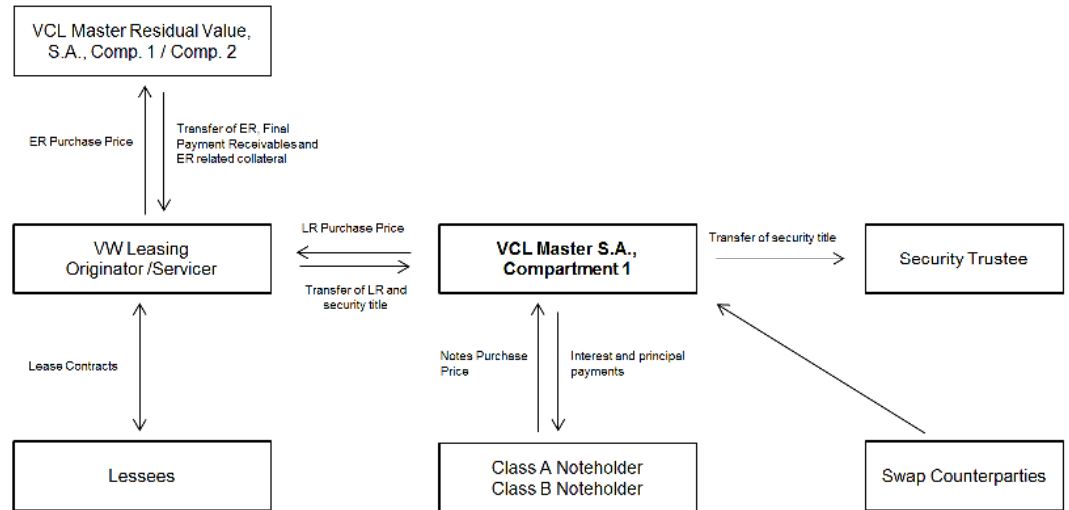 VCL Master Residual Value,
S.A., Comp. 1 / Comp. 2
ER Purchase Price
Transfer of ER, Final
Payment Receivables and
ER related collateral
VW Leasing
Originator /Servicer
LR Purchase Price
Transfer of LR and
security title
VCL Master S.A.,
Compartment 1
Transfer of security title
Security Trustee
Lease Contracts
Notes Purchase
Price
Interest and principal
payments
Lessees
Class A Noteholder
Class B Noteholder
Swap Counterparties